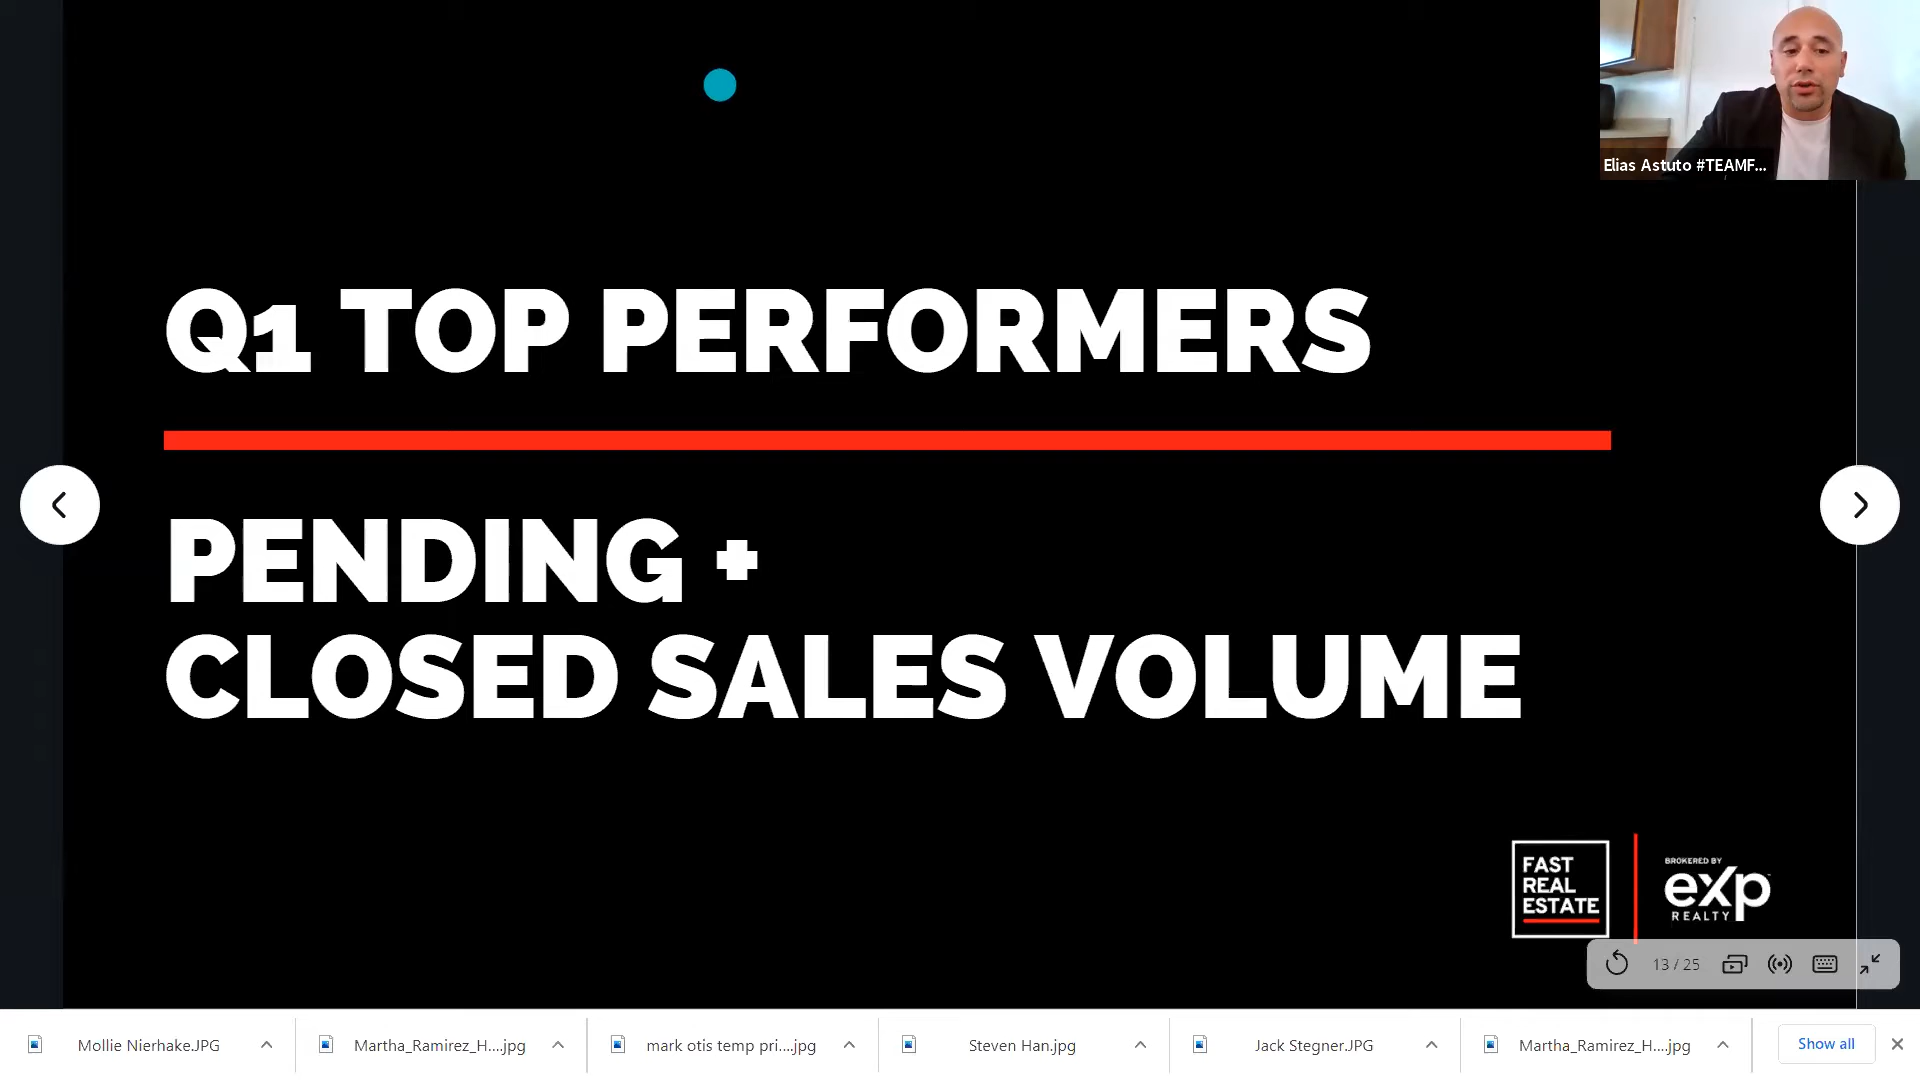 Elias Astuto #TEAMF...
Q1 TOP PERFORMERS
PENDING +
CLOSED SALES VOLUME
FAST
REAL
ESTATE
BROKERED BY
eXp
REALTY
13 / 25
Mollie Nierhake.JPG
Martha_Ramirez_H....jpg
mark otis temp pri....jpg
Steven Han.jpg
Jack Stegner.JPG
Martha_Ramirez_H....jpg
Show all